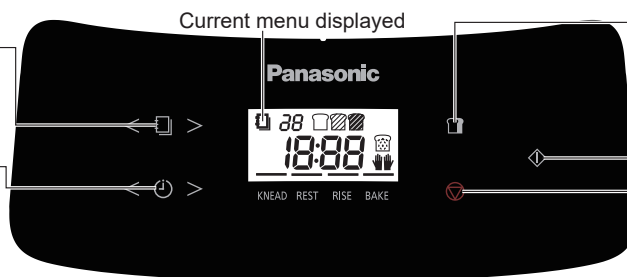 Current menu displayed
Panasonic
38
18:88
KNEAD REST RISE BAKE